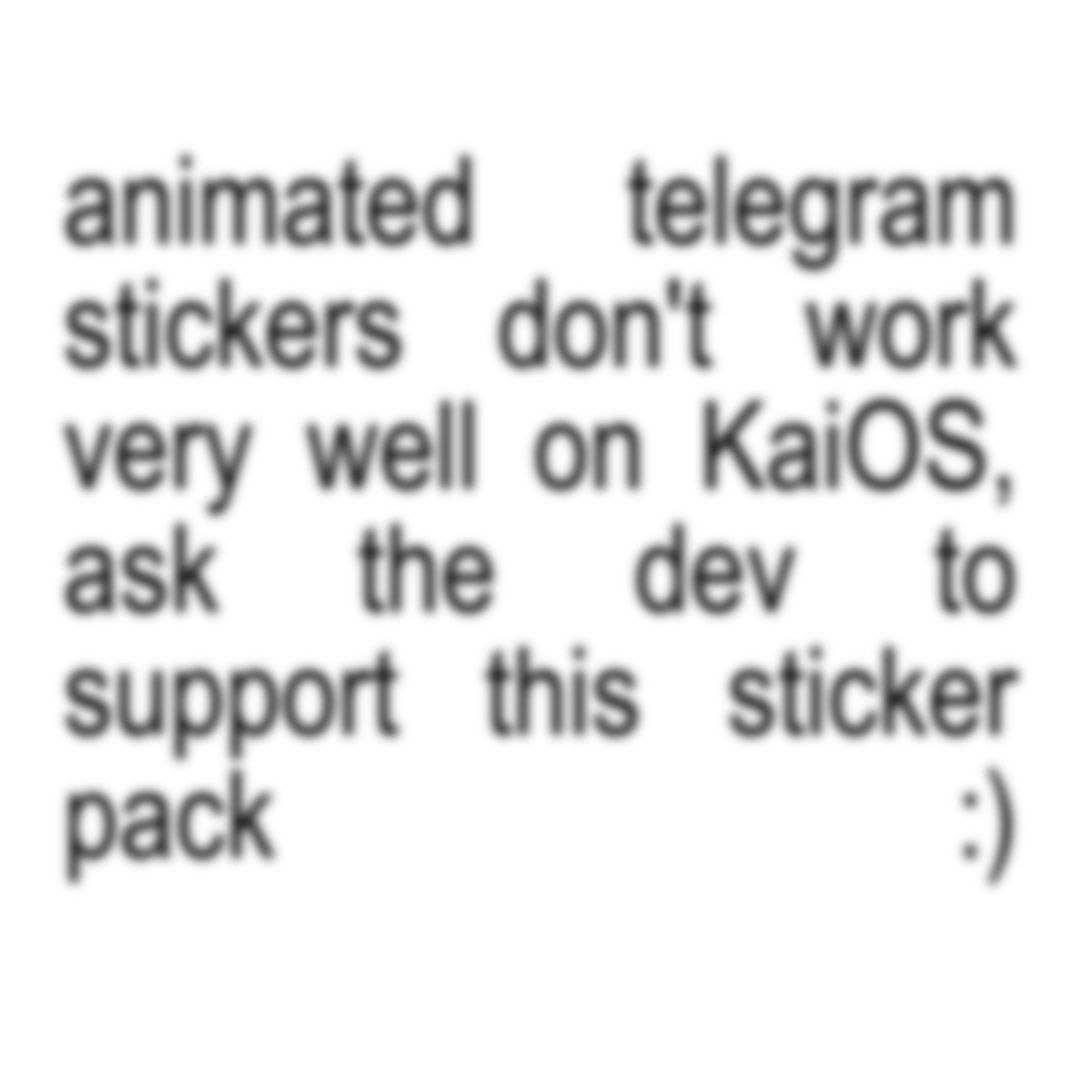 animated telegram
stickers don't work
very well on KaiOS,
ask the dev to
support this sticker
pack :)